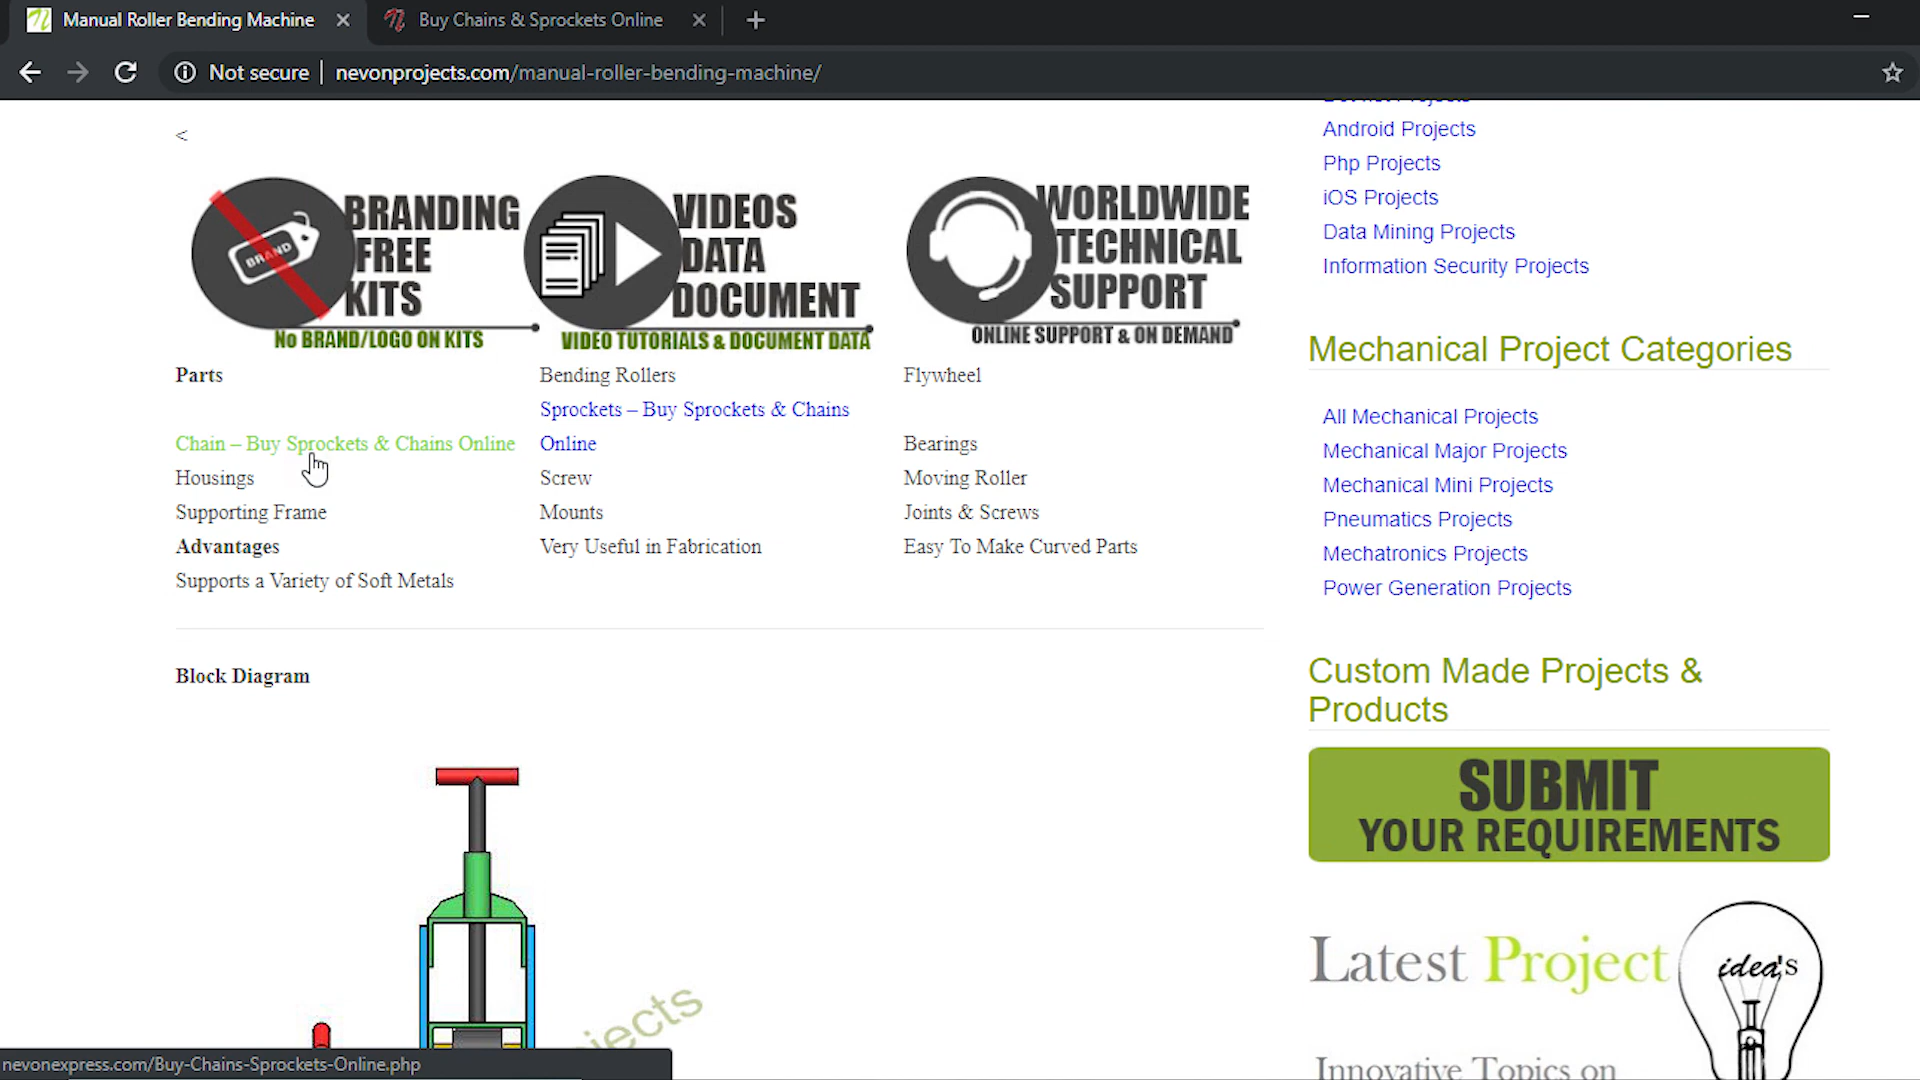 Manual Roller Bending Machine
Buy Chains & Sprockets Online
Not secure
nevonprojects.com/manual-roller-bending-machine/
<
BRAND
BRANDING
FREE
KITS
No BRAND/LOGO ON KITS
VIDEOS
DATA
DOCUMENT
VIDEO TUTORIALS & DOCUMENT DATA
WORLDWIDE
TECHNICAL
SUPPORT
ONLINE SUPPORT & ON DEMAND
Parts
Bending Rollers
Flywheel
Chain – Buy Sprockets & Chains Online
Sprockets – Buy Sprockets & Chains
Online
Bearings
Housings
Screw
Moving Roller
Supporting Frame
Mounts
Joints & Screws
Advantages
Very Useful in Fabrication
Easy To Make Curved Parts
Supports a Variety of Soft Metals
Block Diagram
jects
nevonexpress.com/Buy-Chains-Sprockets-Online.php
Android Projects
Php Projects
iOS Projects
Data Mining Projects
Information Security Projects
Mechanical Project Categories
All Mechanical Projects
Mechanical Major Projects
Mechanical Mini Projects
Pneumatics Projects
Mechatronics Projects
Power Generation Projects
Custom Made Projects &
Products
SUBMIT
YOUR REQUIREMENTS
Latest Project
idea's
Innovative Topics on